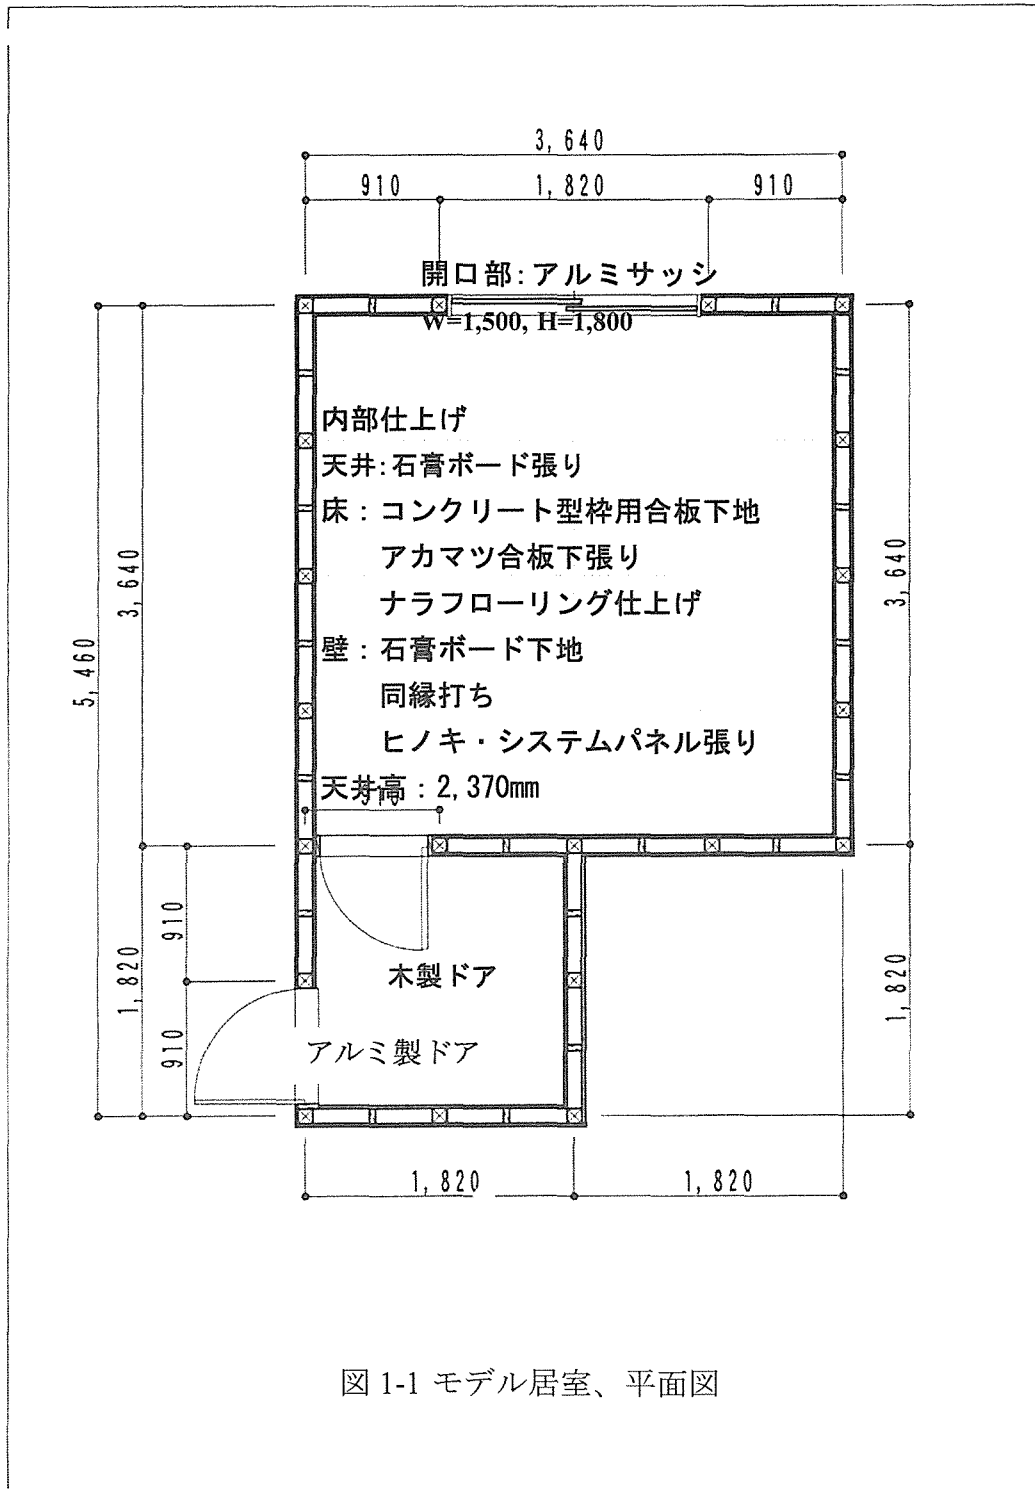 3,640
910
1,820
910
開口部:アルミサッシ
W=1,500, H=1,800
内部仕上げ
天井:石膏ボード張り
床：コンクリート型枠用合板下地
アカマツ合板下張り
ナラフローリング仕上げ
壁：石膏ボード下地
同縁打ち
ヒノキ・システムパネル張り
天井高：2,370mm
3,640
5,460
3,640
910
1,820
910
木製ドア
アルミ製ドア
1,820
1,820
1,820
図 1-1 モデル居室、平面図